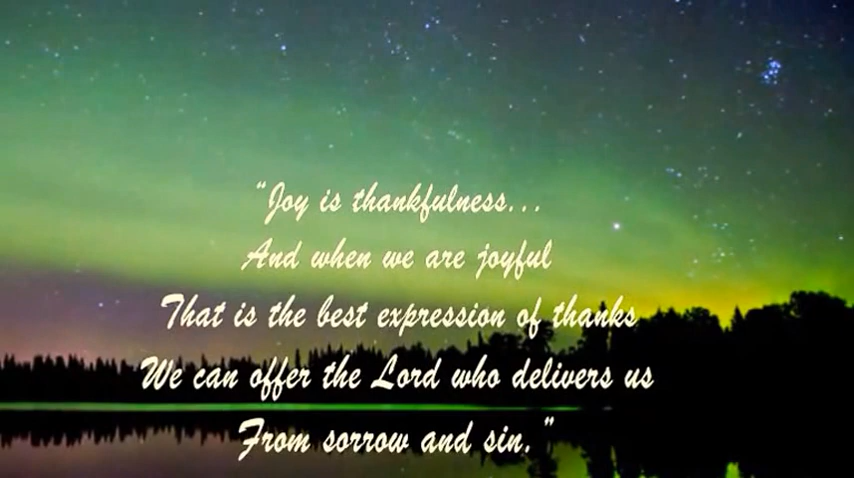 “Joy is thankfulness...
And when we are joyful
That is the best expression of thanks
We can offer the Lord who delivers us
From sorrow and sin.”